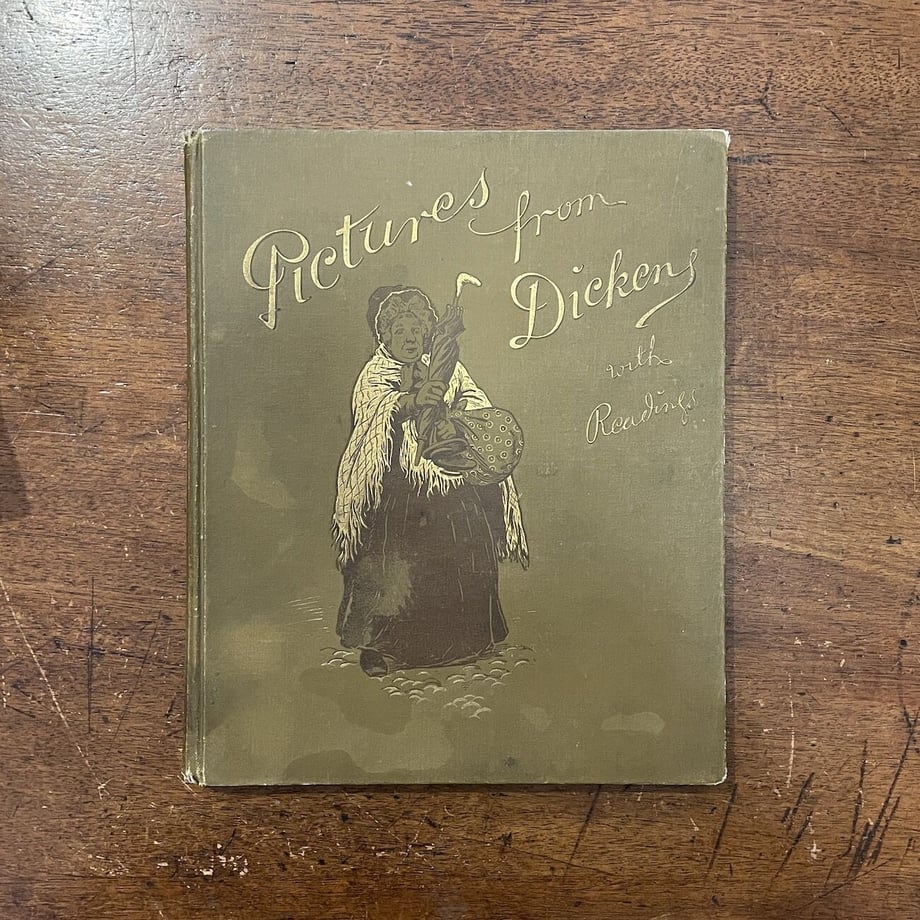 Pictures from
Dickens
with
Readings